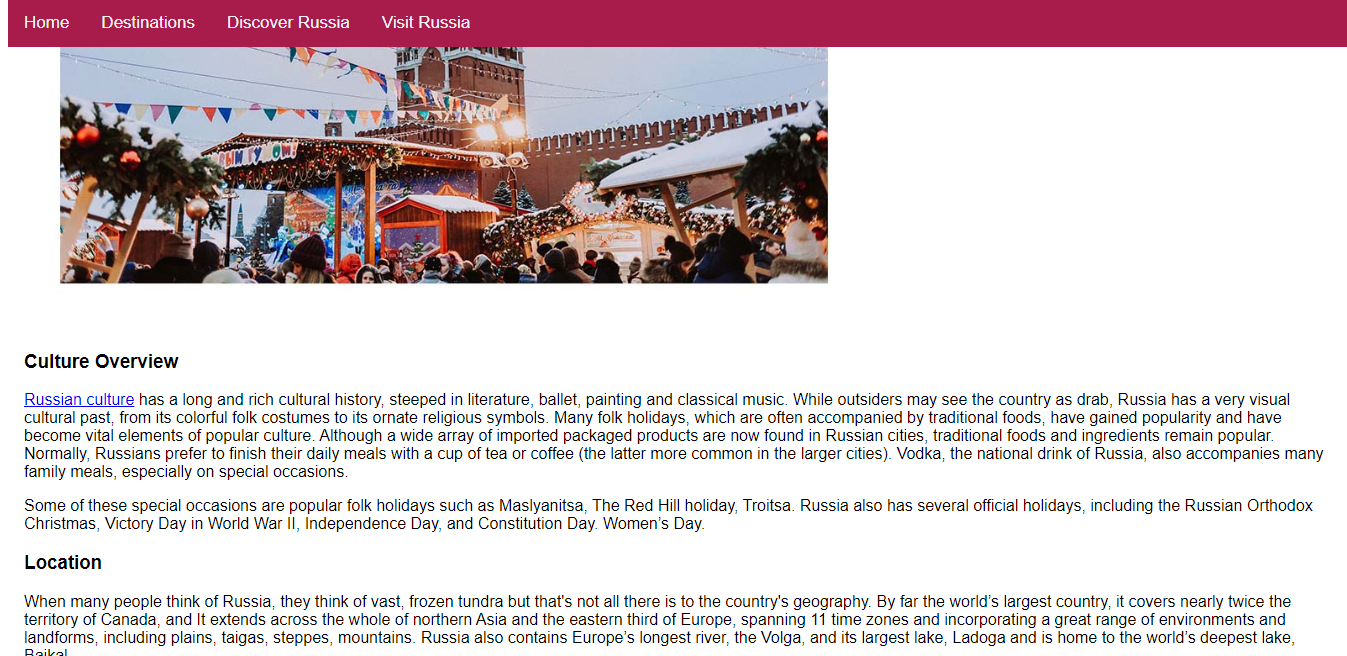 Home Destinations Discover Russia Visit Russia
Culture Overview
Russian culture has a long and rich cultural history, steeped in literature, ballet, painting and classical music. While outsiders may see the country as drab, Russia has a very visual
cultural past, from its colorful folk costumes to its ornate religious symbols. Many folk holidays, which are often accompanied by traditional foods, have gained popularity and have
become vital elements of popular culture. Although a wide array of imported packaged products are now found in Russian cities, traditional foods and ingredients remain popular.
Normally, Russians prefer to finish their daily meals with a cup of tea or coffee (the latter more common in the larger cities). Vodka, the national drink of Russia, also accompanies many
family meals, especially on special occasions.
Some of these special occasions are popular folk holidays such as Maslyanitsa, The Red Hill holiday, Troitsa. Russia also has several official holidays, including the Russian Orthodox
Christmas, Victory Day in World War II, Independence Day, and Constitution Day. Women’s Day.
Location
When many people think of Russia, they think of vast, frozen tundra but that's not all there is to the country's geography. By far the world’s largest country, it covers nearly twice the
territory of Canada, and It extends across the whole of northern Asia and the eastern third of Europe, spanning 11 time zones and incorporating a great range of environments and
landforms, including plains, taigas, steppes, mountains. Russia also contains Europe’s longest river, the Volga, and its largest lake, Ladoga and is home to the world’s deepest lake,
Baikal